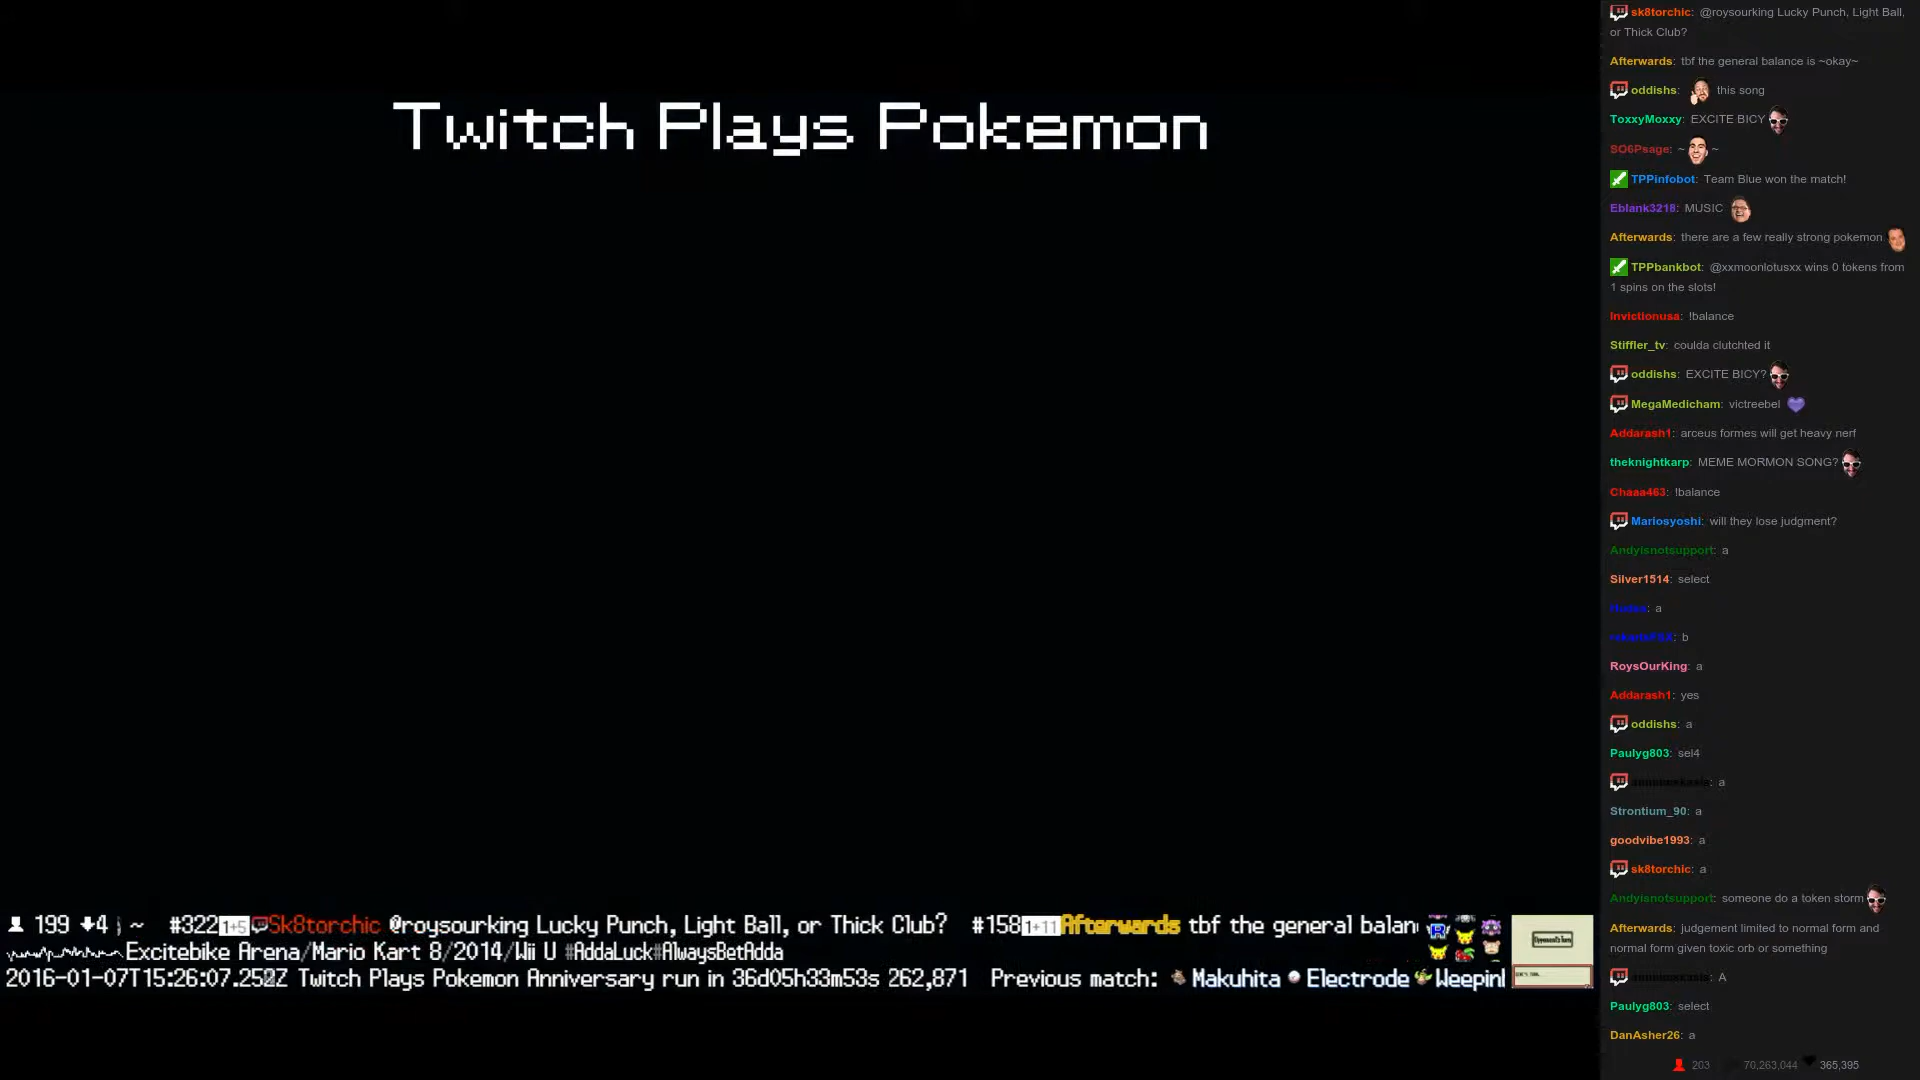 Twitch Plays Pokemon
199 4 ~ #322 1+5 Sk8torchic @roysourking Lucky Punch, Light Ball, or Thick Club? #158 1+11 Afterwards tbf the general balan
Excitebike Arena/Mario Kart 8/2014/Wii U #AddaLuck#AlwaysBetAdda
Twitch Plays Pokemon Anniversary run in 36d05h33m53s 262,871 Previous match: Makuhita Electrode
sk8torchic: @roysourking Lucky Punch, Light Ball,
or Thick Club?
Afterwards: tbf the general balance is ~okay~
oddishs: this song
ToxxyMoxxy: EXCITE BICY
SO6Psage: ~ ~
TPPinfobot: Team Blue won the match!
Eblank3218: MUSIC
Afterwards: there are a few really strong pokemon
TPPbankbot: @xxmoonlotusxx wins 0 tokens from
1 spins on the slots!
Invictionusa: !balance
Stiffler_tv: coulda clutchted it
oddishs: EXCITE BICY?
MegaMedicham: victreebel
Addarash1: arceus formes will get heavy nerf
theknightkarp: MEME MORMON SONG?
Chaaa463: !balance
Mariosyoshi: will they lose judgment?
Andyisnotsupport: a
Silver1514: select
: a
: b
RoysOurKing: a
Addarash1: yes
oddishs: a
Paulyg803: sel4
: a
Strontium_90: a
goodvibe1993: a
sk8torchic: a
Andyisnotsupport: someone do a token storm
Afterwards: judgement limited to normal form and
normal form given toxic orb or something
: A
Paulyg803: select
DanAsher26: a
203 70,263,044 365,395